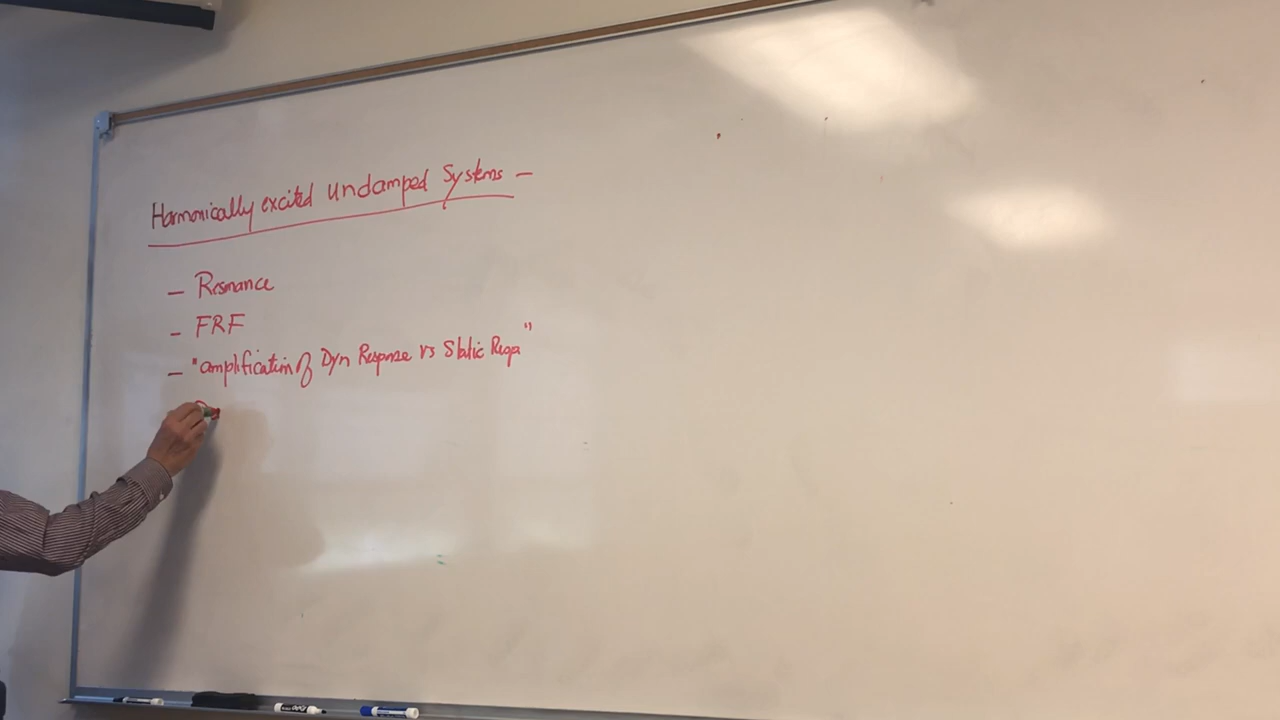 Harmonically excited Undamped Systems -
- Resonance
- FRF
- "amplification of Dyn Response vs Static Resp"